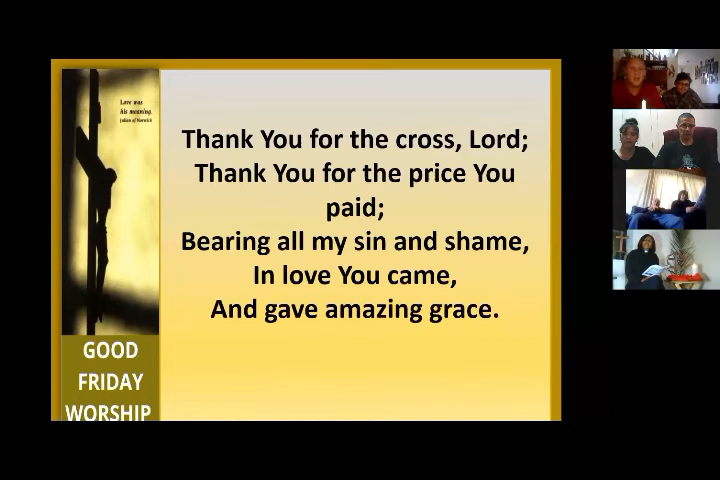 Love was
his meaning.
Julian of Norwich
Thank You for the cross, Lord;
Thank You for the price You
paid;
Bearing all my sin and shame,
In love You came,
And gave amazing grace.
GOOD
FRIDAY
WORSHIP